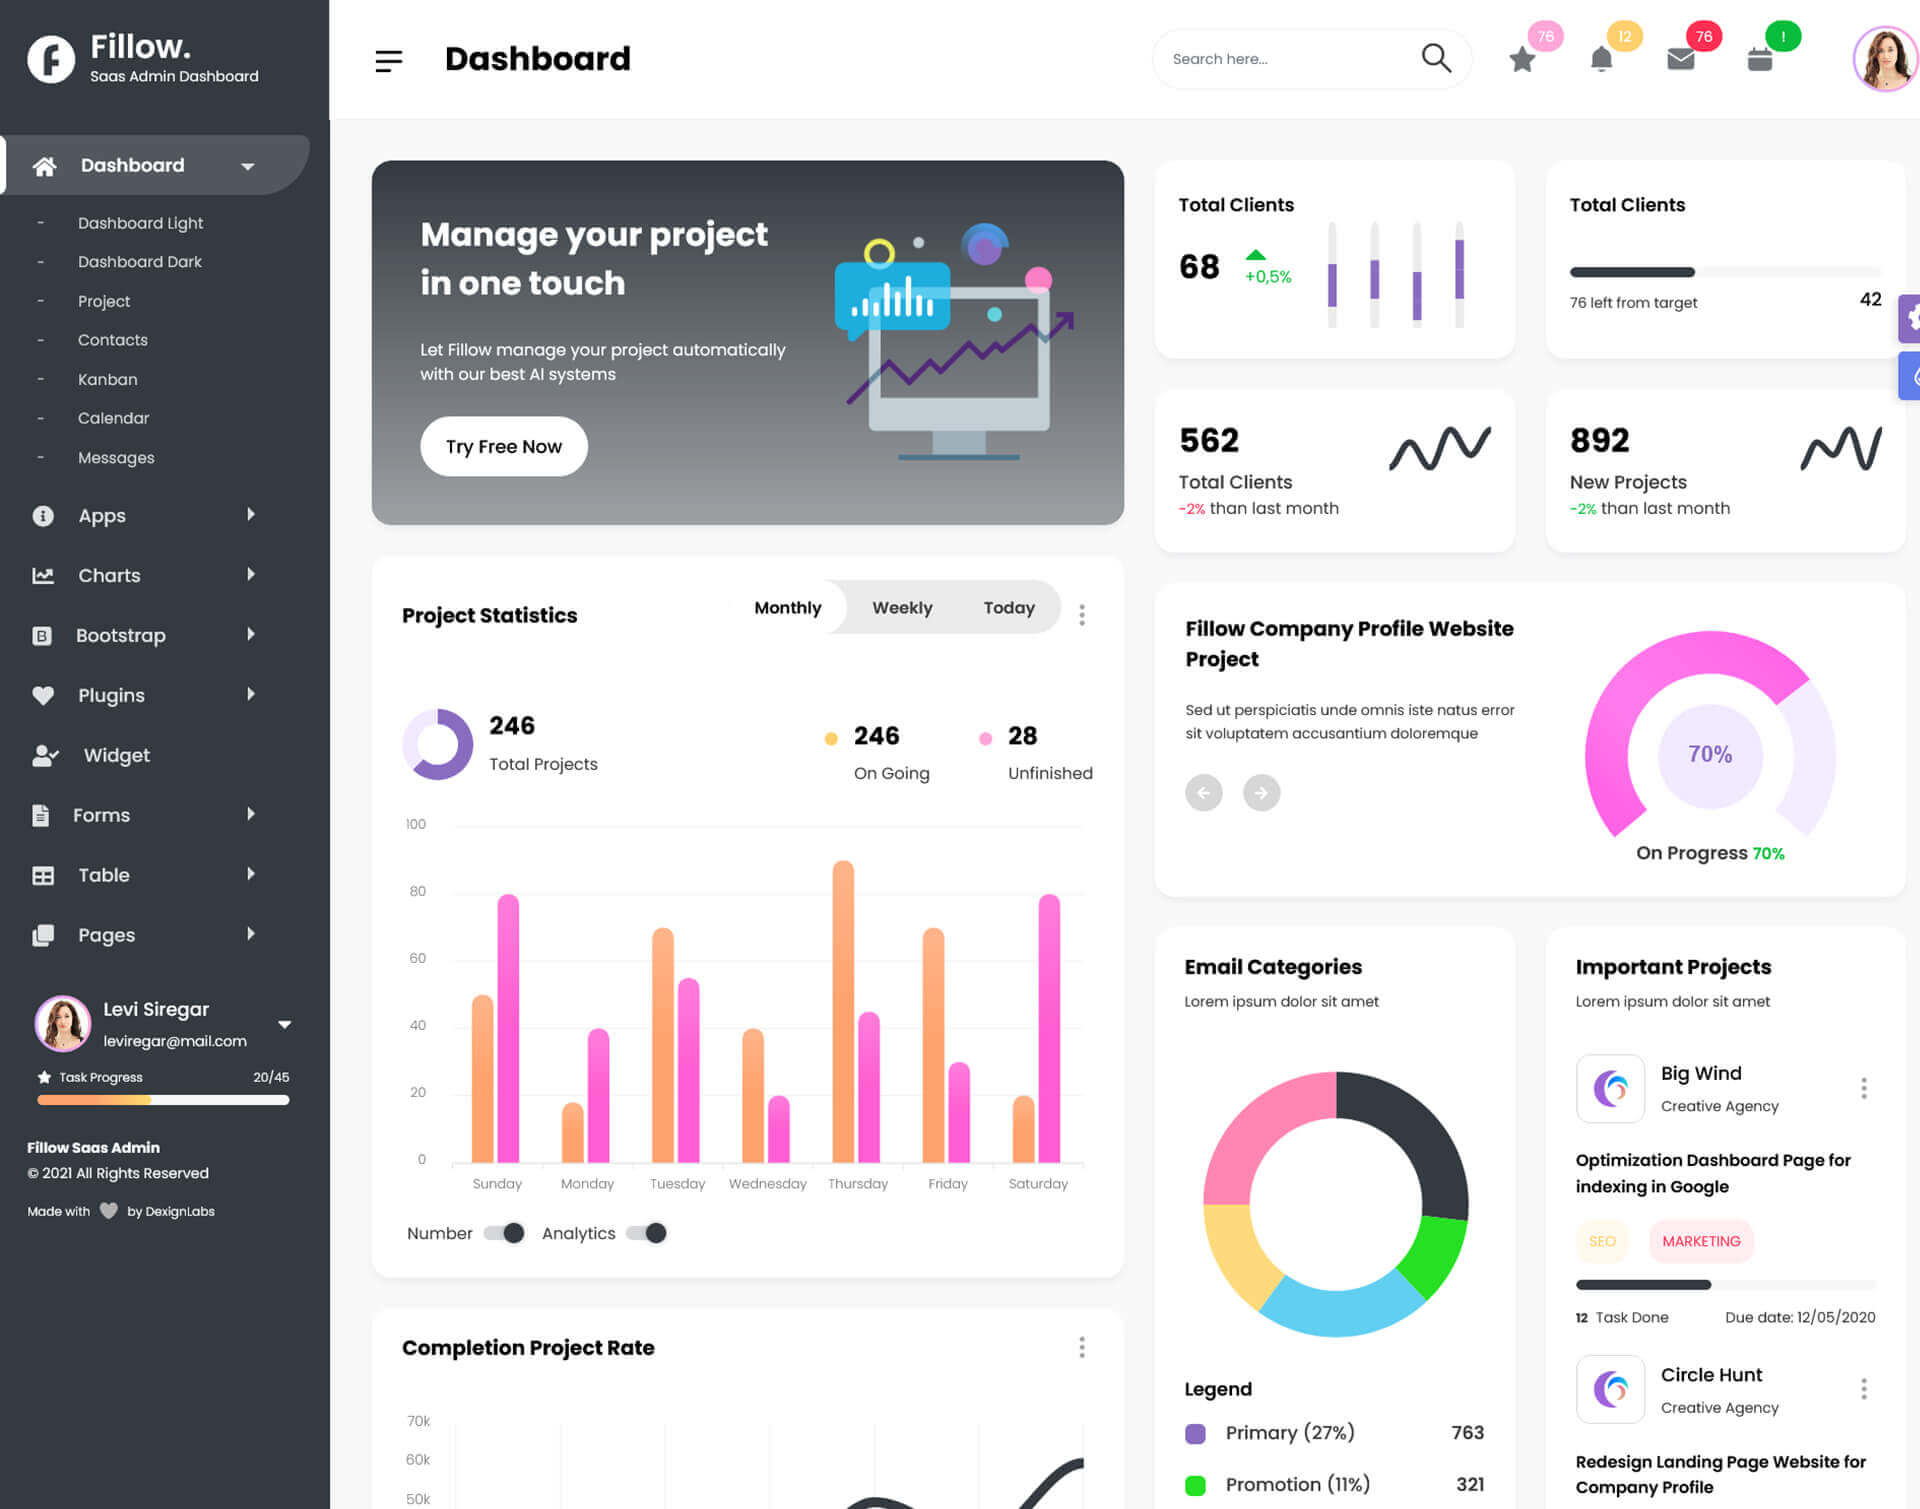 Fillow.
Saas Admin Dashboard
Dashboard
Search here...
76
12
76
!
Dashboard
- Dashboard Light
- Dashboard Dark
- Project
- Contacts
- Kanban
- Calendar
- Messages
Apps
Charts
Bootstrap
Plugins
Widget
Forms
Table
Pages
Levi Siregar
leviregar@mail.com
Task Progress 20/45
Fillow Saas Admin
© 2021 All Rights Reserved
Made with by DexignLabs
Manage your project
in one touch
Let Fillow manage your project automatically
with our best AI systems
Try Free Now
Total Clients
68
+0,5%
Total Clients
76 left from target 42
562
Total Clients
-2% than last month
892
New Projects
-2% than last month
Project Statistics
Monthly Weekly Today
246
Total Projects
246
On Going
28
Unfinished
100
80
60
40
20
0
Sunday Monday Tuesday Wednesday Thursday Friday Saturday
Number Analytics
Fillow Company Profile Website
Project
Sed ut perspiciatis unde omnis iste natus error
sit voluptatem accusantium doloremque
70%
On Progress 70%
Completion Project Rate
70k
60k
50k
Email Categories
Lorem ipsum dolor sit amet
Legend
Primary (27%) 763
Promotion (11%) 321
Important Projects
Lorem ipsum dolor sit amet
Big Wind
Creative Agency
Optimization Dashboard Page for
indexing in Google
SEO MARKETING
12 Task Done Due date: 12/05/2020
Circle Hunt
Creative Agency
Redesign Landing Page Website for
Company Profile